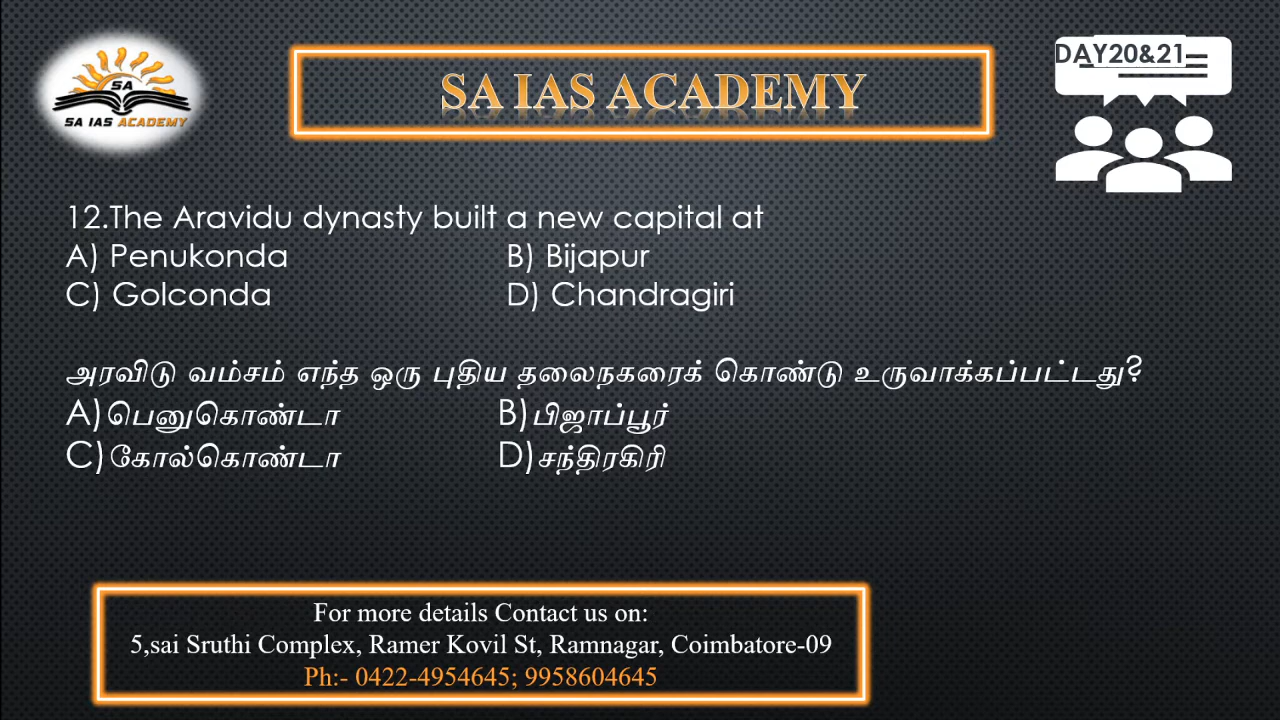 SA
SA IAS ACADEMY
SA IAS ACADEMY
DAY20&21
12.The Aravidu dynasty built a new capital at
A) Penukonda B) Bijapur
C) Golconda D) Chandragiri
அரவிடு வம்சம் எந்த ஒரு புதிய தலைநகரைக் கொண்டு உருவாக்கப்பட்டது?
A)பெனுகொண்டா B)பிஜாப்பூர்
C)கோல்கொண்டா D)சந்திரகிரி
For more details Contact us on:
5,sai Sruthi Complex, Ramer Kovil St, Ramnagar, Coimbatore-09
Ph:- 0422-4954645; 9958604645